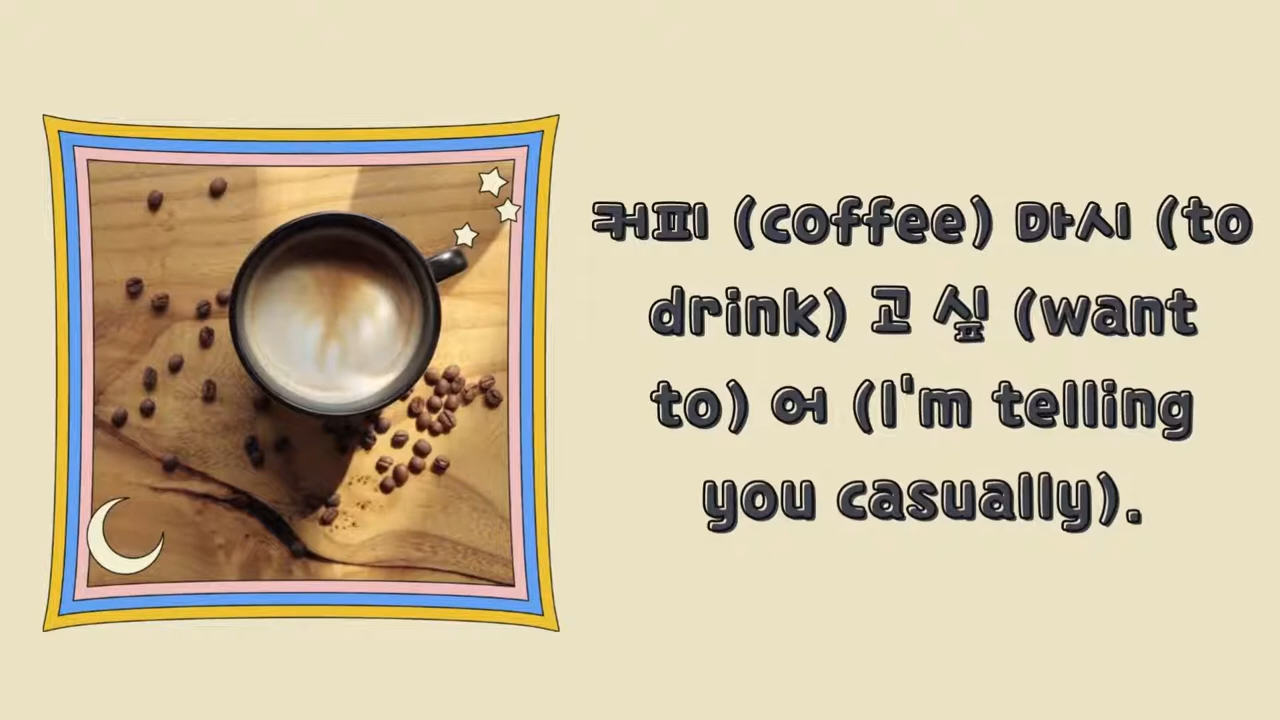 커피 (coffee) 마시 (to
drink) 고 싶 (want
to) 어 (I'm telling
you casually).